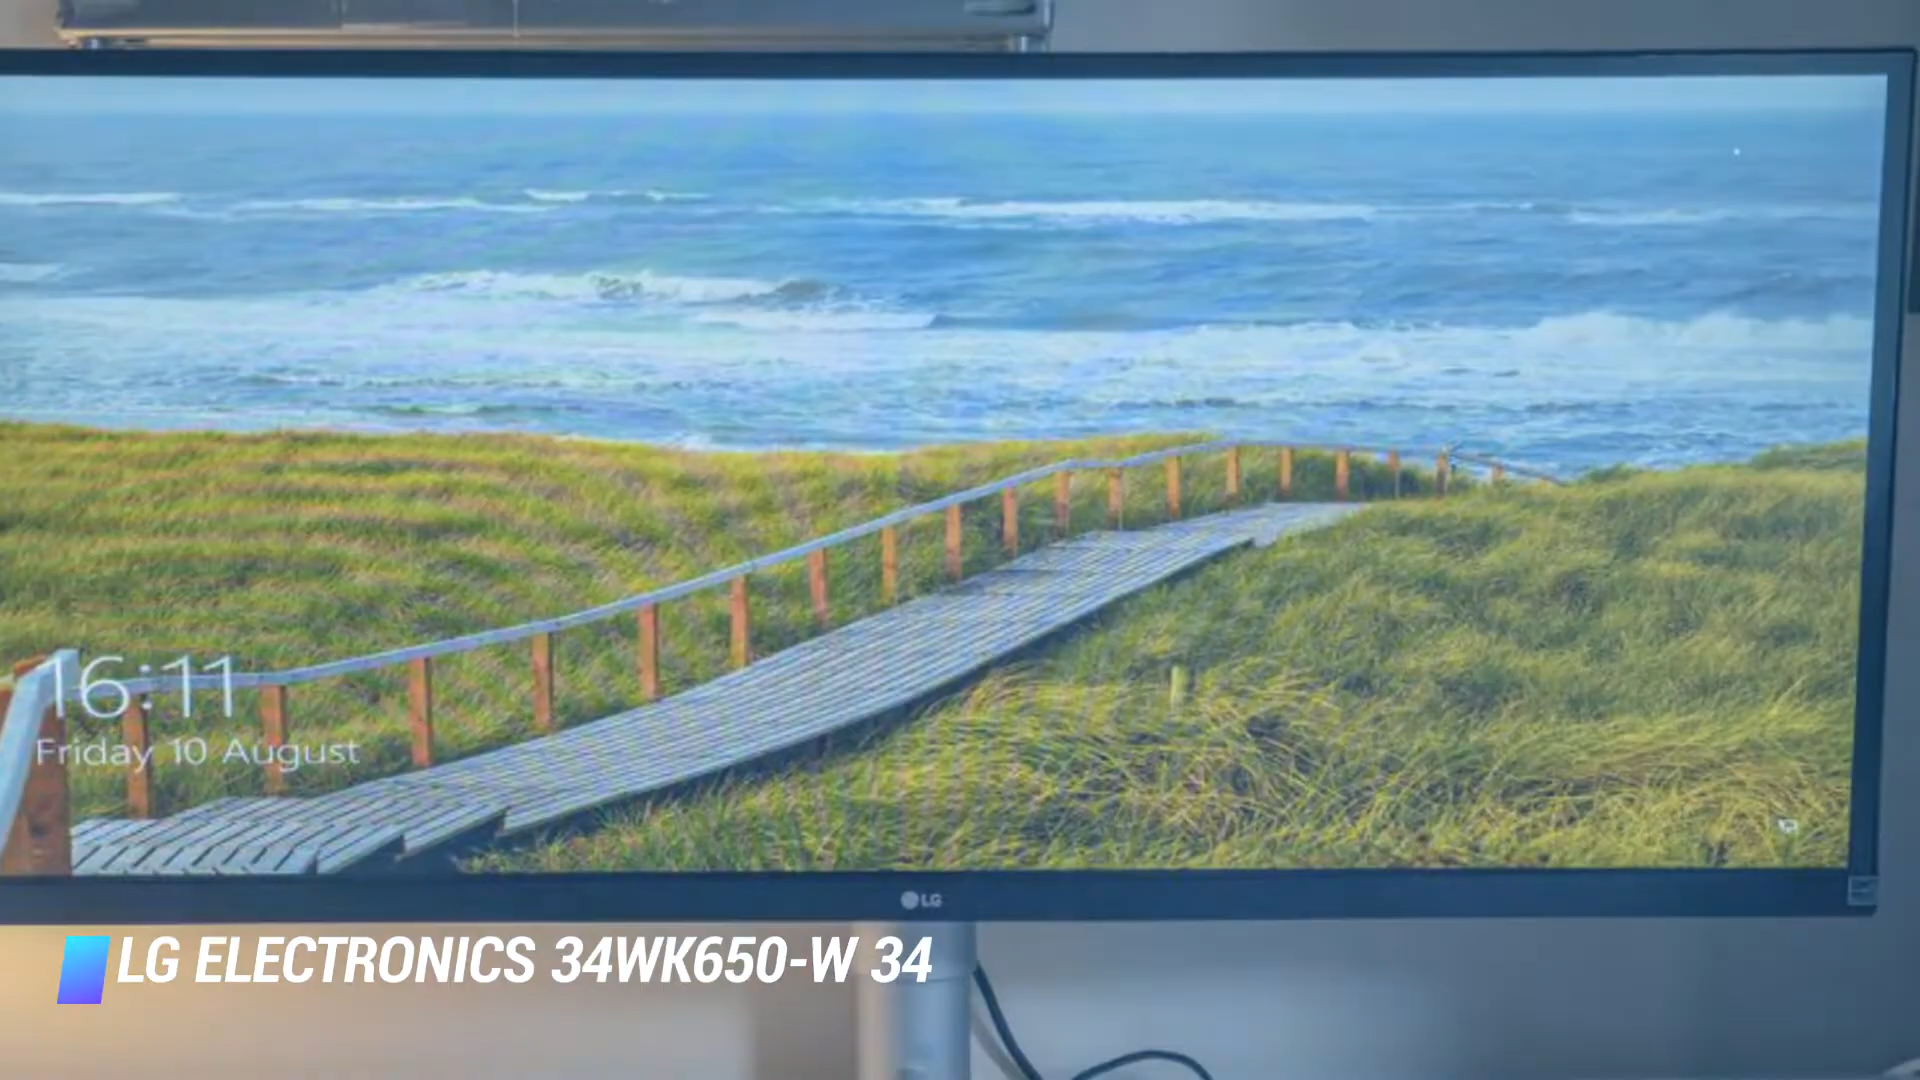 16:11
Friday 10 August
LG
LG ELECTRONICS 34WK650-W 34